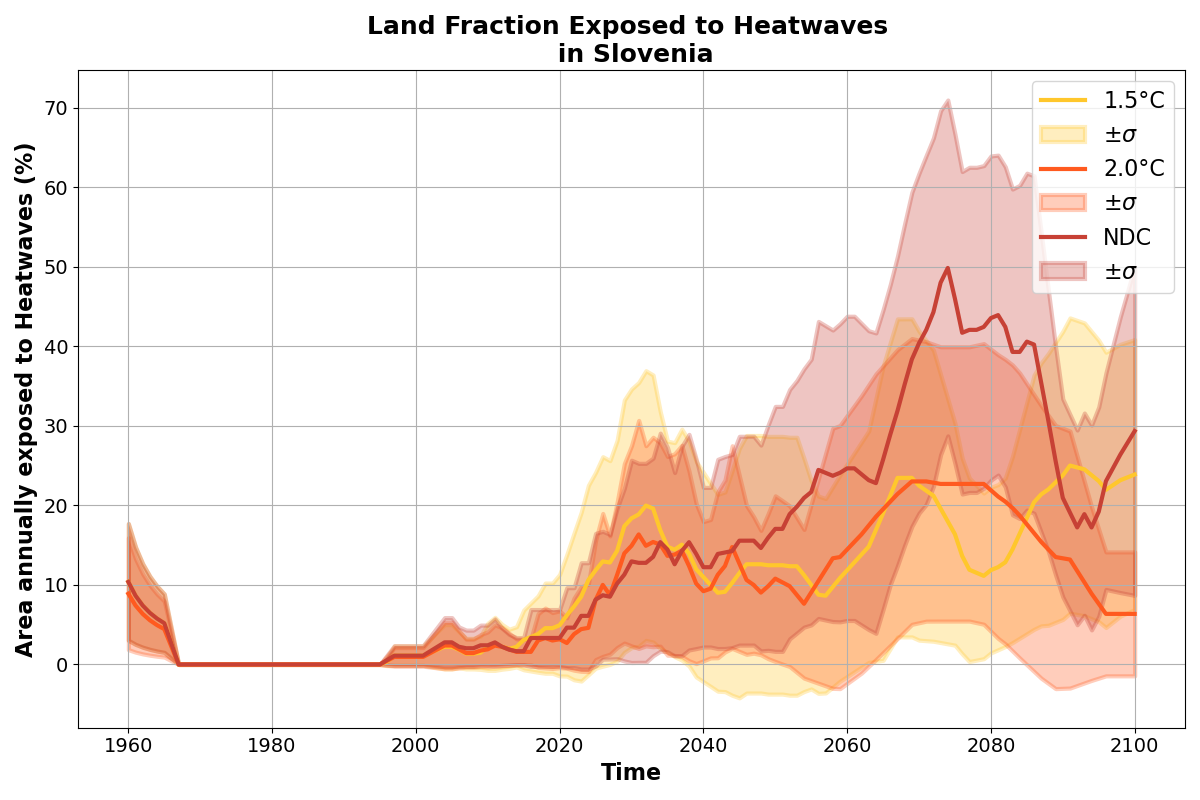 Land Fraction Exposed to Heatwaves
in Slovenia
Area annually exposed to Heatwaves (%)
70
60
50
40
30
20
10
0
1.5°C
±σ
2.0°C
±σ
NDC
±σ
1960 1980 2000 2020 2040 2060 2080 2100
Time